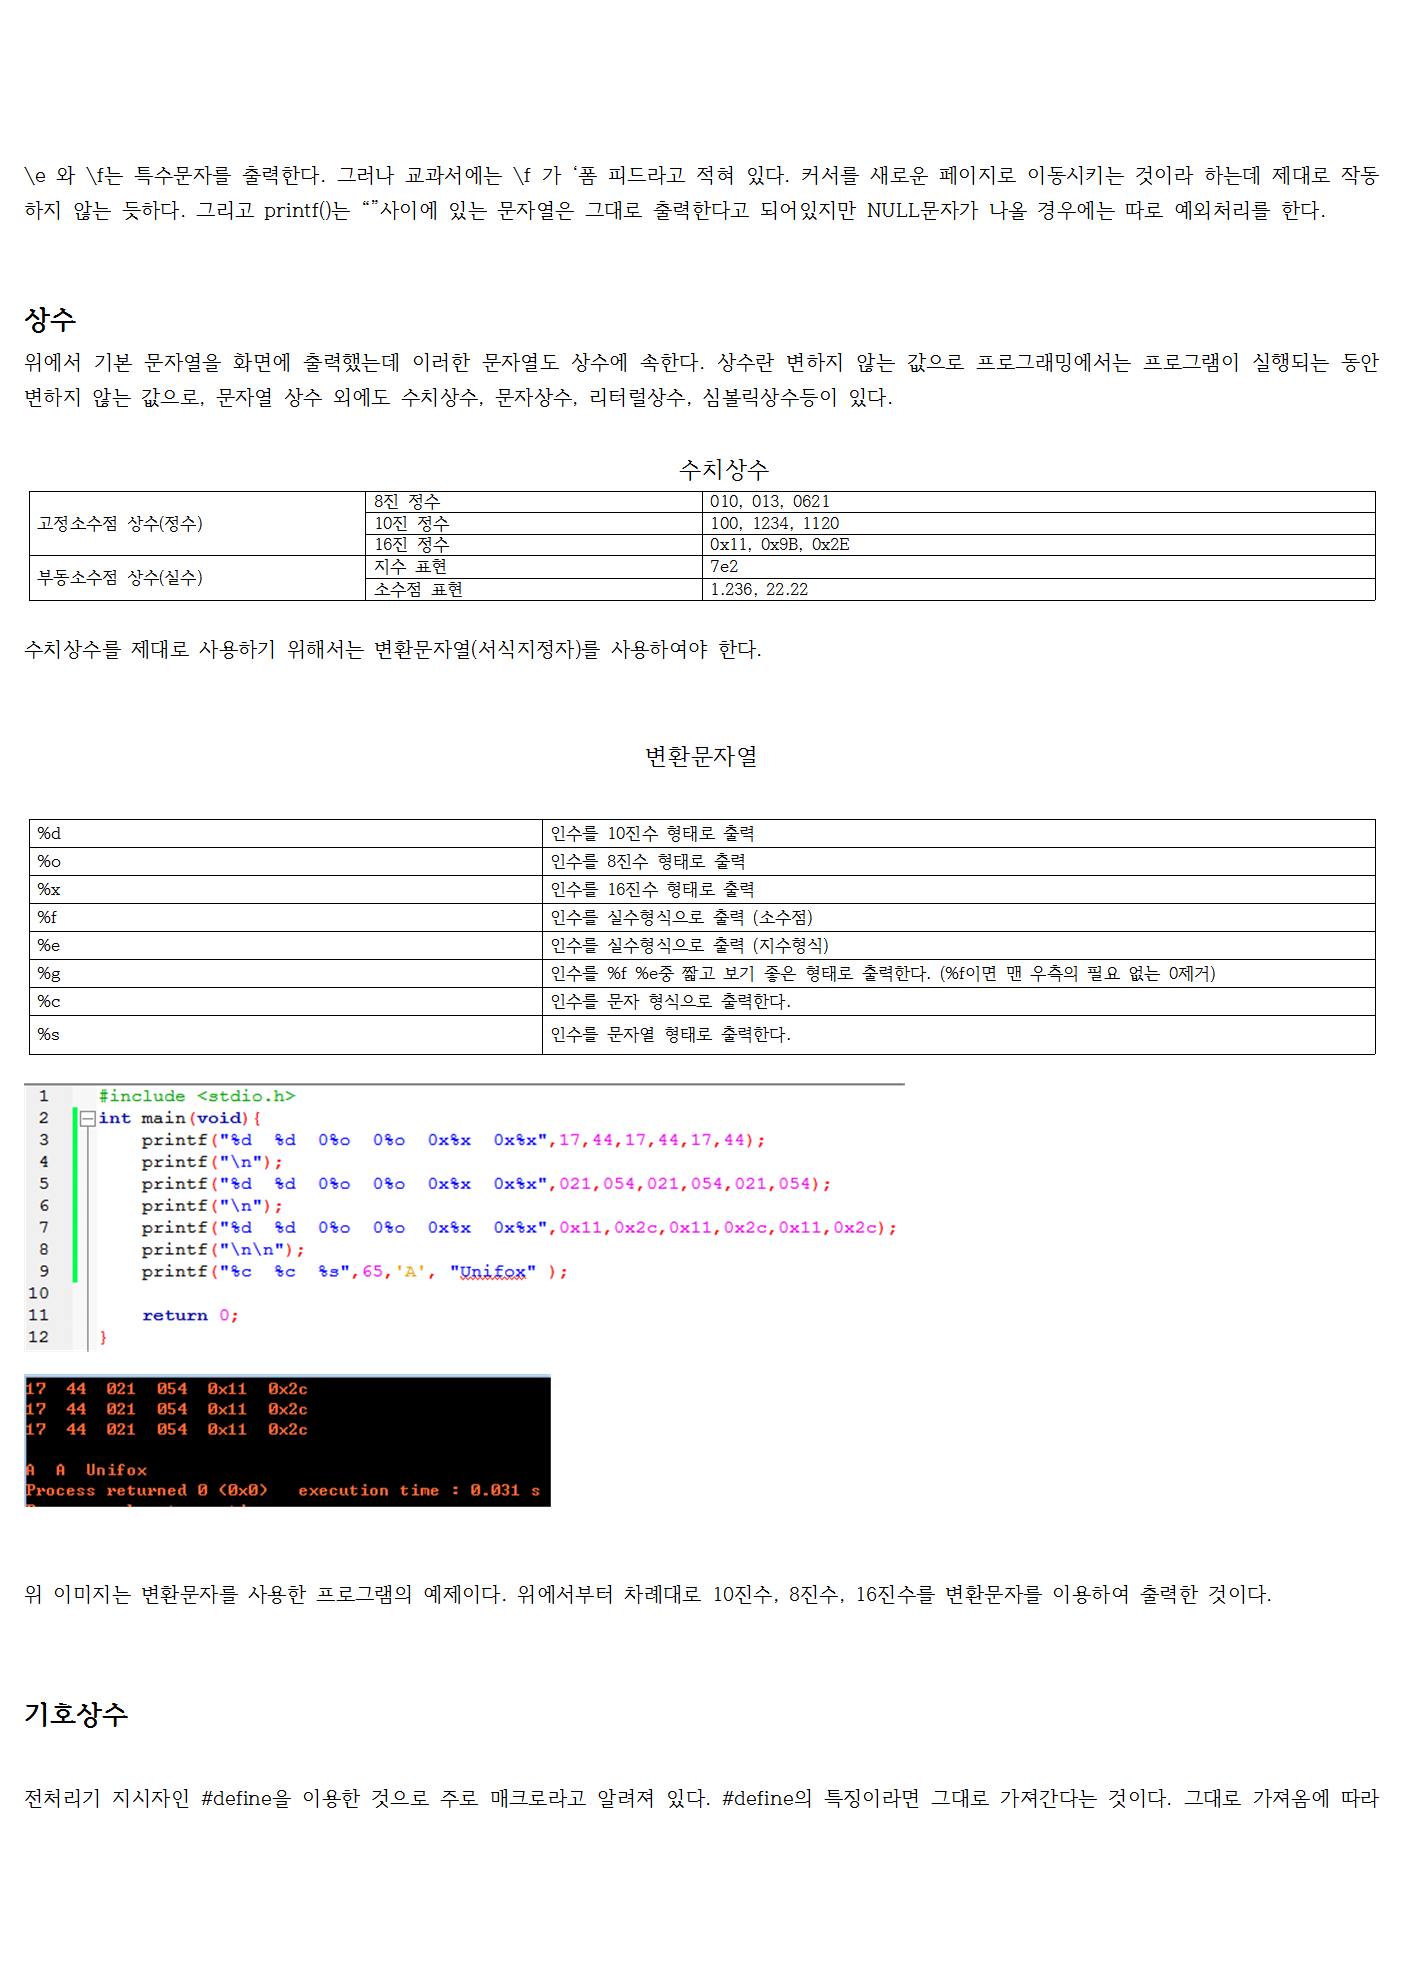 \e 와 \f는 특수문자를 출력한다. 그러나 교과서에는 \f 가 ‘폼 피드라고 적혀 있다. 커서를 새로운 페이지로 이동시키는 것이라 하는데 제대로 작동
하지 않는 듯하다. 그리고 printf()는 “”사이에 있는 문자열은 그대로 출력한다고 되어있지만 NULL문자가 나올 경우에는 따로 예외처리를 한다.
상수
위에서 기본 문자열을 화면에 출력했는데 이러한 문자열도 상수에 속한다. 상수란 변하지 않는 값으로 프로그래밍에서는 프로그램이 실행되는 동안
변하지 않는 값으로, 문자열 상수 외에도 수치상수, 문자상수, 리터럴상수, 심볼릭상수등이 있다.
수치상수
고정소수점 상수(정수)
8진 정수 010, 013, 0621
10진 정수 100, 1234, 1120
16진 정수 0x11, 0x9B, 0x2E
부동소수점 상수(실수)
지수 표현 7e2
소수점 표현 1.236, 22.22
수치상수를 제대로 사용하기 위해서는 변환문자열(서식지정자)를 사용하여야 한다.
변환문자열
%d 인수를 10진수 형태로 출력
%o 인수를 8진수 형태로 출력
%x 인수를 16진수 형태로 출력
%f 인수를 실수형식으로 출력 (소수점)
%e 인수를 실수형식으로 출력 (지수형식)
%g 인수를 %f %e중 짧고 보기 좋은 형태로 출력한다. (%f이면 맨 우측의 필요 없는 0제거)
%c 인수를 문자 형식으로 출력한다.
%s 인수를 문자열 형태로 출력한다.
1 #include <stdio.h>
2 int main(void){
3 printf("%d  %d  0%o  0%o  0x%x  0x%x",17,44,17,44,17,44);
4 printf("\n");
5 printf("%d  %d  0%o  0%o  0x%x  0x%x",021,054,021,054,021,054);
6 printf("\n");
7 printf("%d  %d  0%o  0%o  0x%x  0x%x",0x11,0x2c,0x11,0x2c,0x11,0x2c);
8 printf("\n\n");
9 printf("%c  %c  %s",65,'A', "Unifox" );
10
11 return 0;
12 }
17  44  021  054  0x11  0x2c
17  44  021  054  0x11  0x2c
17  44  021  054  0x11  0x2c
A  A  Unifox
Process returned 0 (0x0)   execution time : 0.031 s
위 이미지는 변환문자를 사용한 프로그램의 예제이다. 위에서부터 차례대로 10진수, 8진수, 16진수를 변환문자를 이용하여 출력한 것이다.
기호상수
전처리기 지시자인 #define을 이용한 것으로 주로 매크로라고 알려져 있다. #define의 특징이라면 그대로 가져간다는 것이다. 그대로 가져옴에 따라